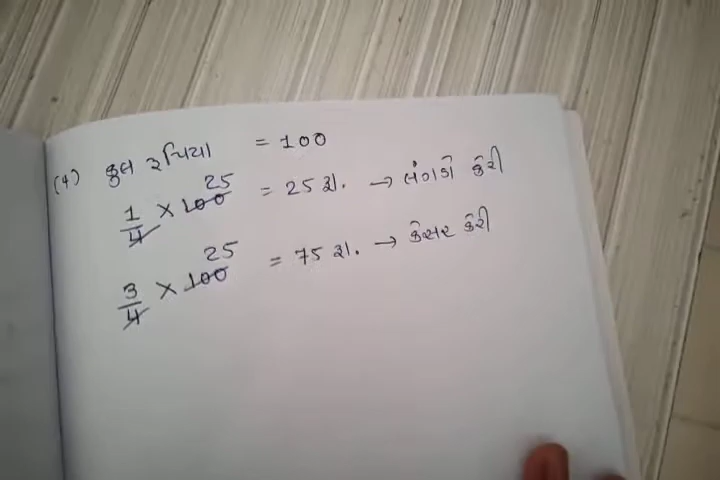 (4) કુલ રૂપિયા = 100
1/4 × 100 25 = 25 રૂ. → લંગડો કેરી
3/4 × 100 25 = 75 રૂ. → કેસર કેરી